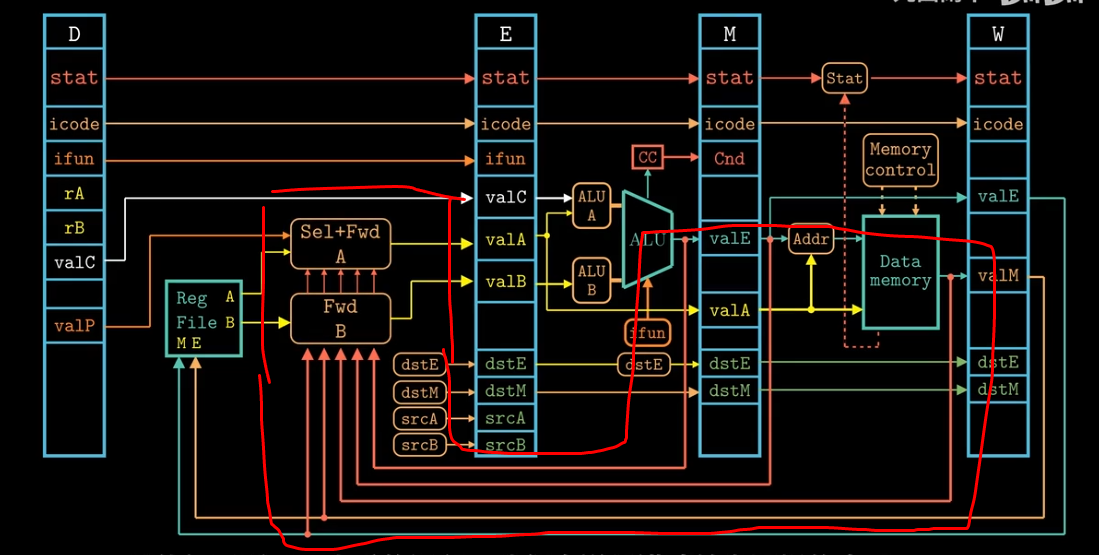 D
E
M
W
stat
stat
stat
Stat
stat
icode
icode
icode
icode
ifun
ifun
CC
Cnd
Memory
control
rA
valC
ALU
A
valE
rB
Sel+Fwd
A
valA
ALU
valE
Addr
Data
memory
valC
valB
ALU
B
valM
Reg
File
A
B
M E
Fwd
B
valA
valP
ifun
dstE
dstE
dstE
dstE
dstE
dstM
dstM
dstM
dstM
srcA
srcA
srcB
srcB